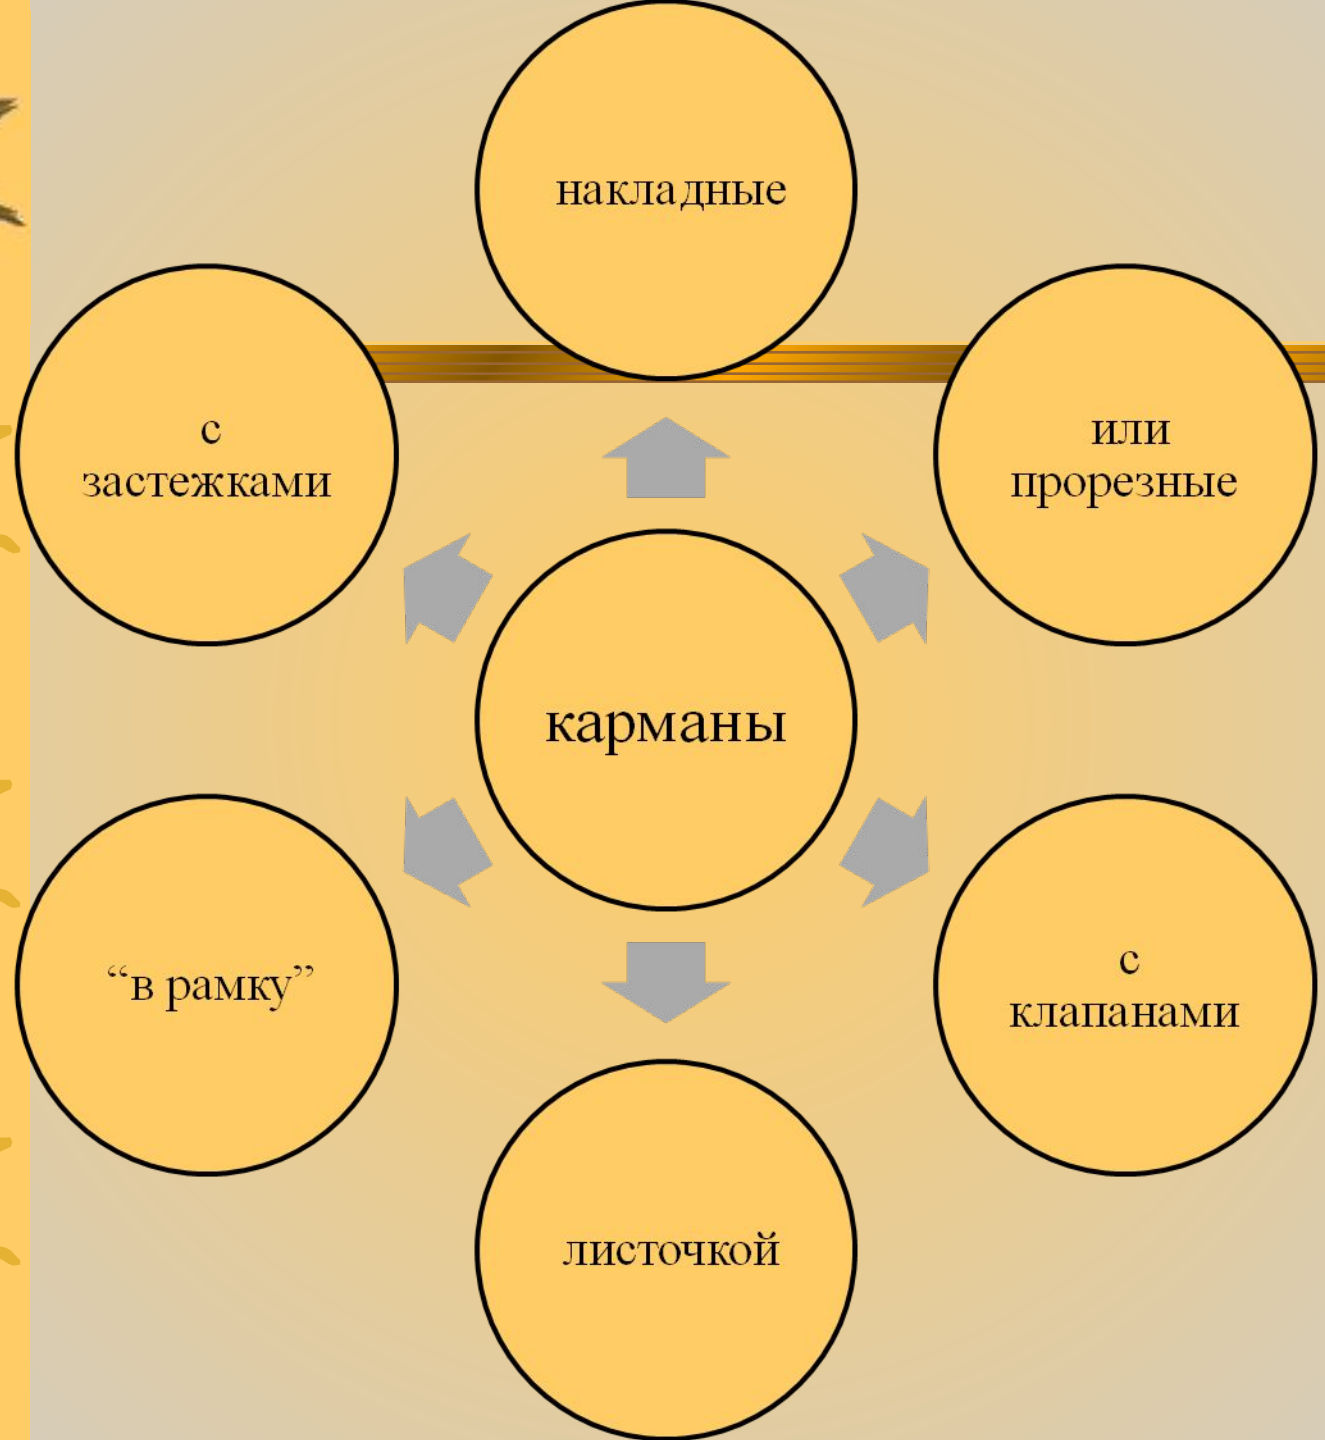 накладные
с
застежками
или
прорезные
карманы
“в рамку”
с
клапанами
листочкой